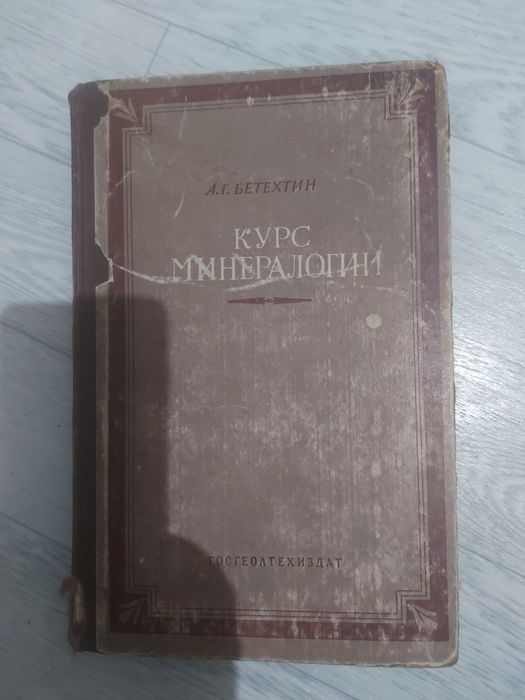 А.Г. БЕТЕХТИН
КУРС
МИНЕРАЛОГИИ
ГОСГЕОЛТЕХИЗДАТ